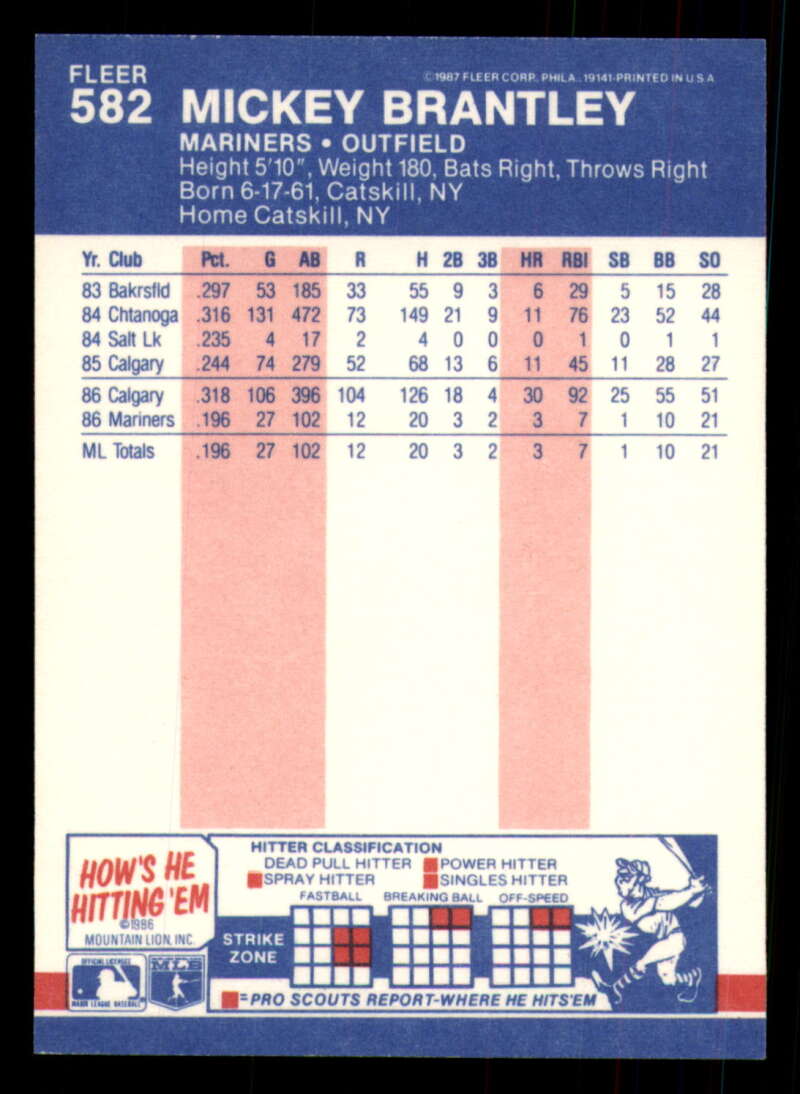 FLEER ©1987 FLEER CORP. PHILA., 19141-PRINTED IN U.S.A
582 MICKEY BRANTLEY
MARINERS • OUTFIELD
Height 5'10", Weight 180, Bats Right, Throws Right
Born 6-17-61, Catskill, NY
Home Catskill, NY
Yr. Club Pct. G AB R H 2B 3B HR RBI SB BB SO
83 Bakrsfld .297 53 185 33 55 9 3 6 29 5 15 28
84 Chtanoga .316 131 472 73 149 21 9 11 76 23 52 44
84 Salt Lk .235 4 17 2 4 0 0 0 1 0 1 1
85 Calgary .244 74 279 52 68 13 6 11 45 11 28 27
86 Calgary .318 106 396 104 126 18 4 30 92 25 55 51
86 Mariners .196 27 102 12 20 3 2 3 7 1 10 21
ML Totals .196 27 102 12 20 3 2 3 7 1 10 21
HOW'S HE
HITTING 'EM
©1986
MOUNTAIN LION, INC.
HITTER CLASSIFICATION
DEAD PULL HITTER POWER HITTER
SPRAY HITTER SINGLES HITTER
FASTBALL BREAKING BALL OFF-SPEED
STRIKE
ZONE
=PRO SCOUTS REPORT-WHERE HE HITS'EM
OFFICIAL LICENSEE
MAJOR LEAGUE BASEBALL
MLB